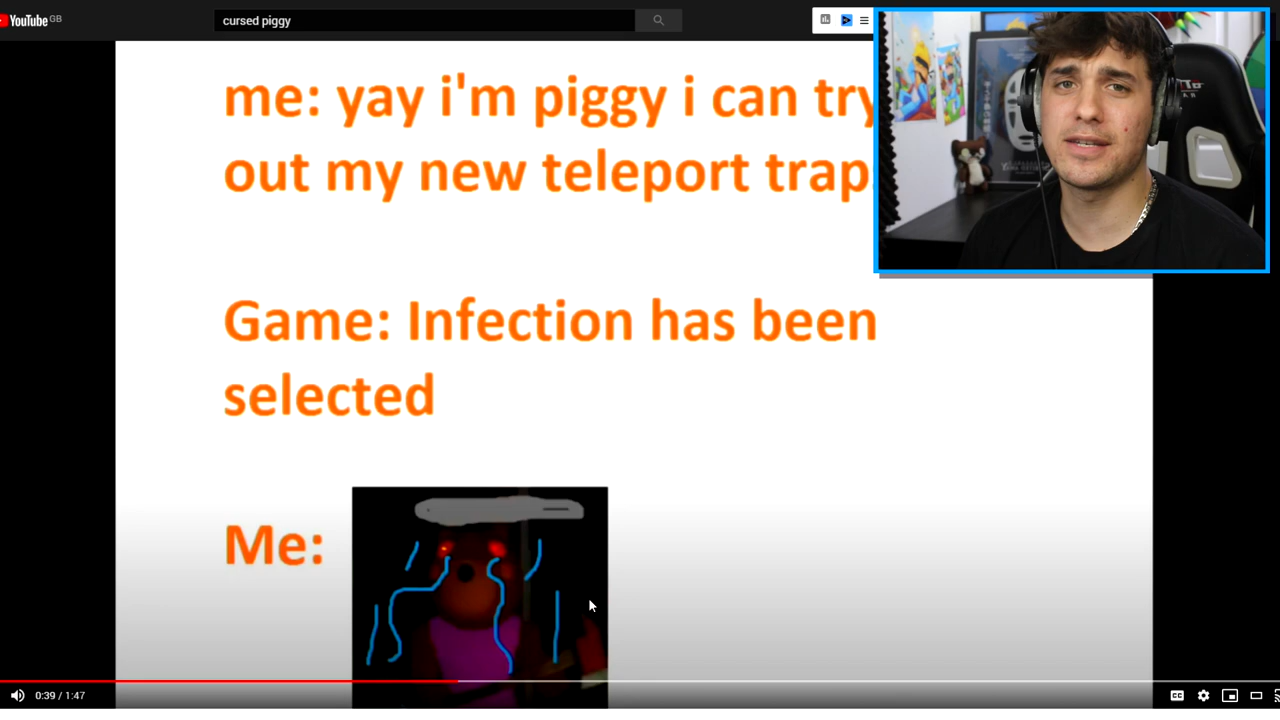 YouTube GB
cursed piggy
me: yay i'm piggy i can try
out my new teleport trap
Game: Infection has been
selected
Me:
0:39 / 1:47
CC